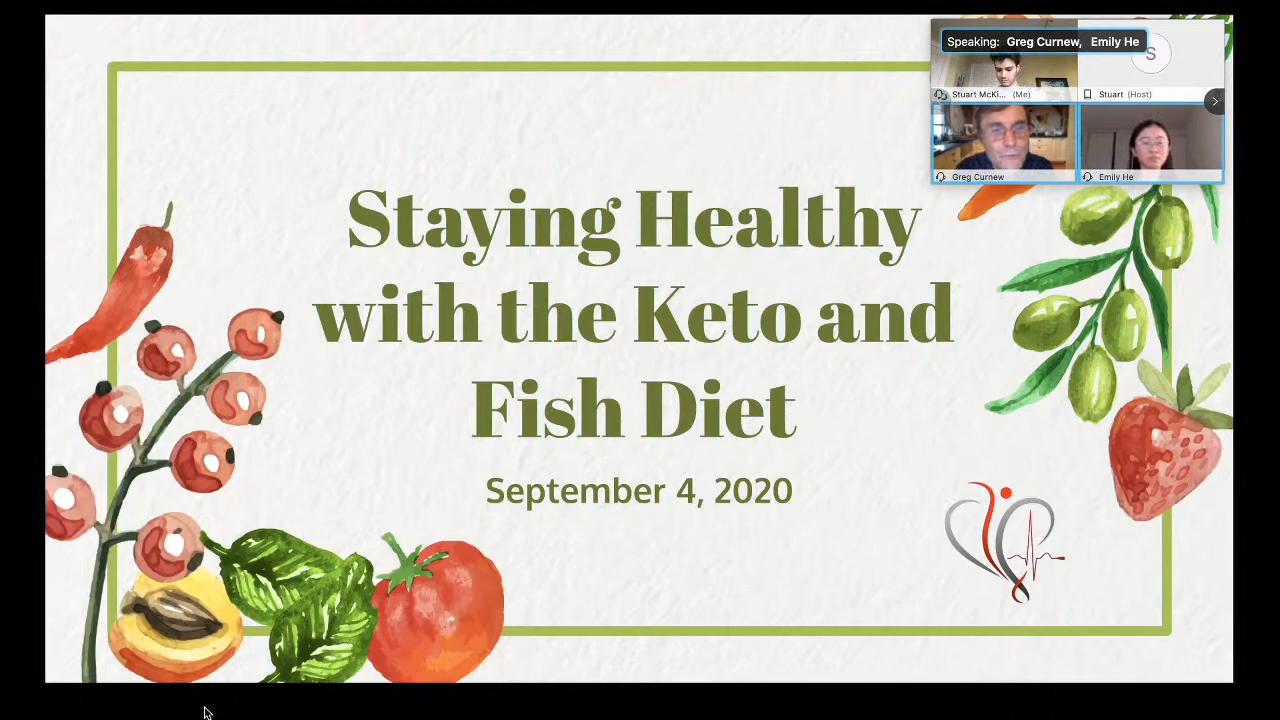 Speaking: Greg Curnew, Emily He
S
Stuart McKi... (Me)
Stuart (Host)
Greg Curnew
Emily He
Staying Healthy
with the Keto and
Fish Diet
September 4, 2020